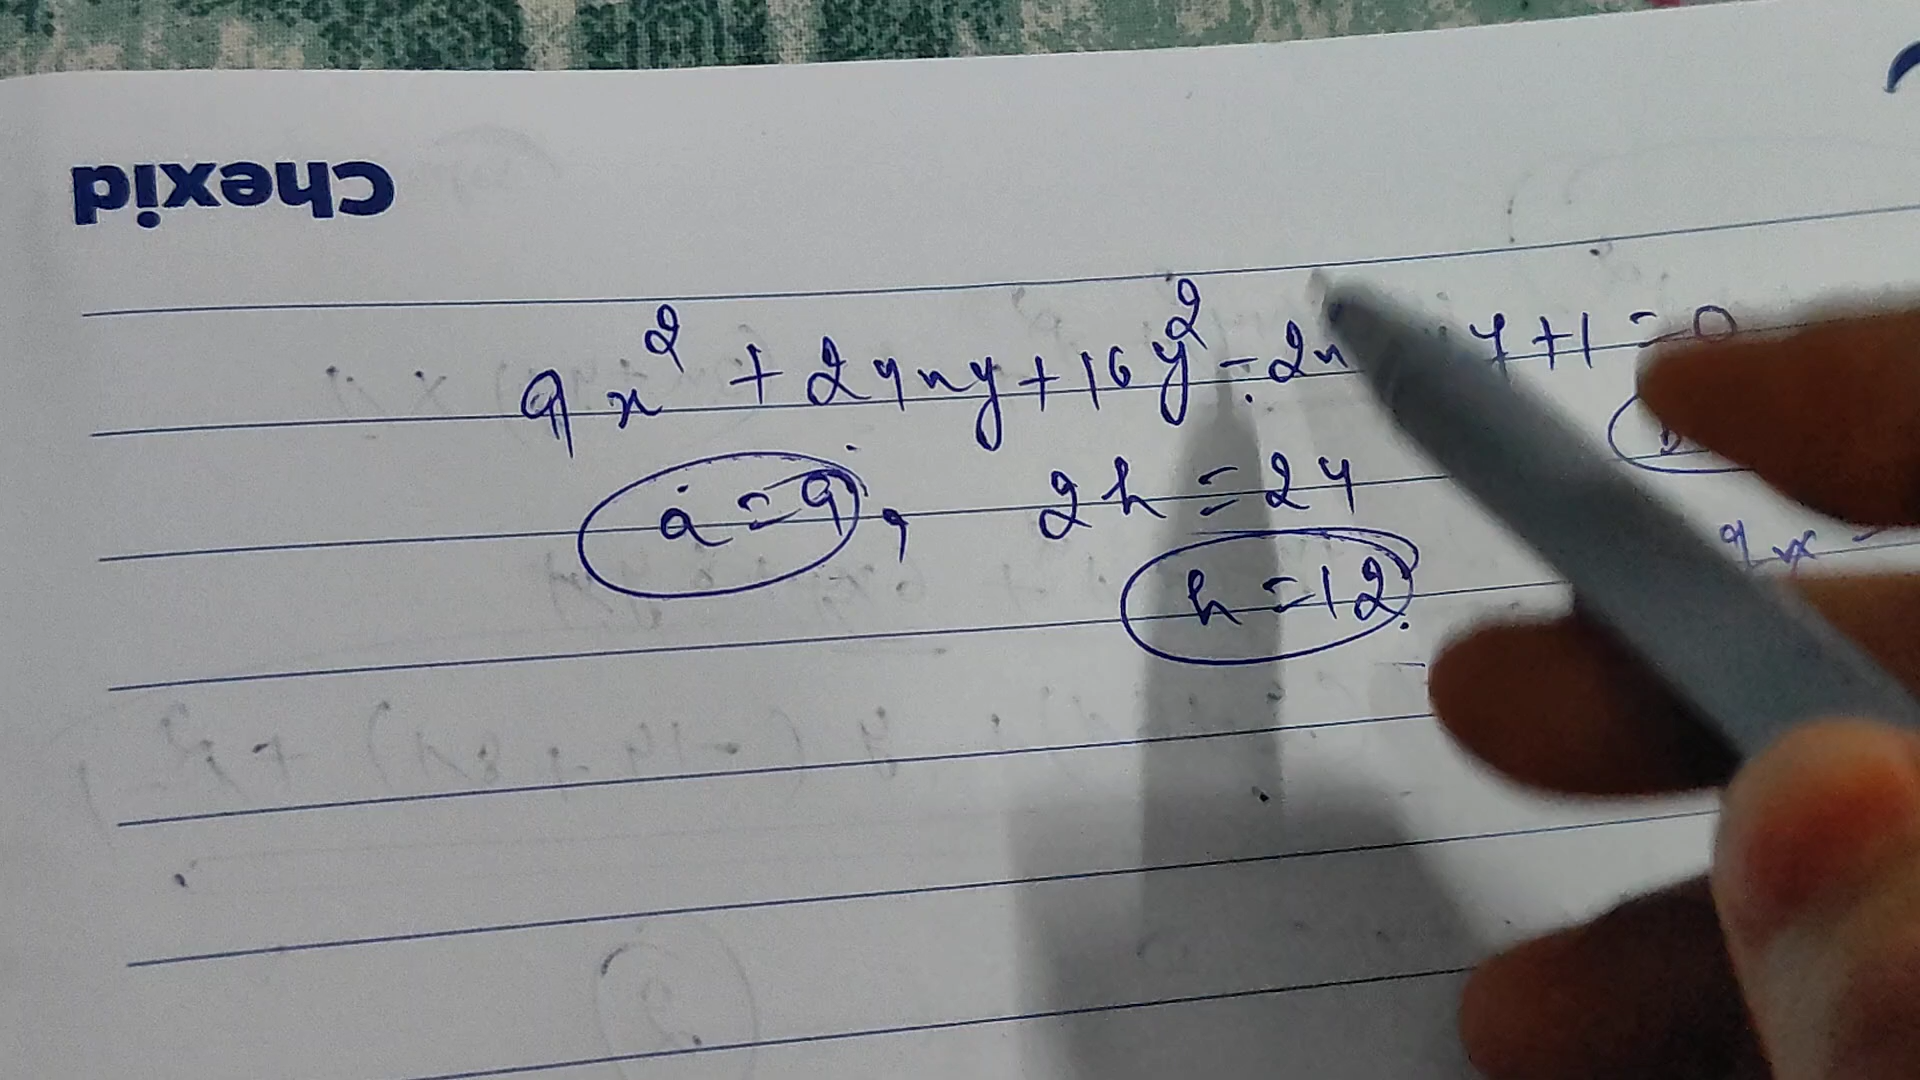 Chexid
9x² + 24xy + 16y² - 2x y + 1 = 0
a = 9, 2h = 24
h = 12